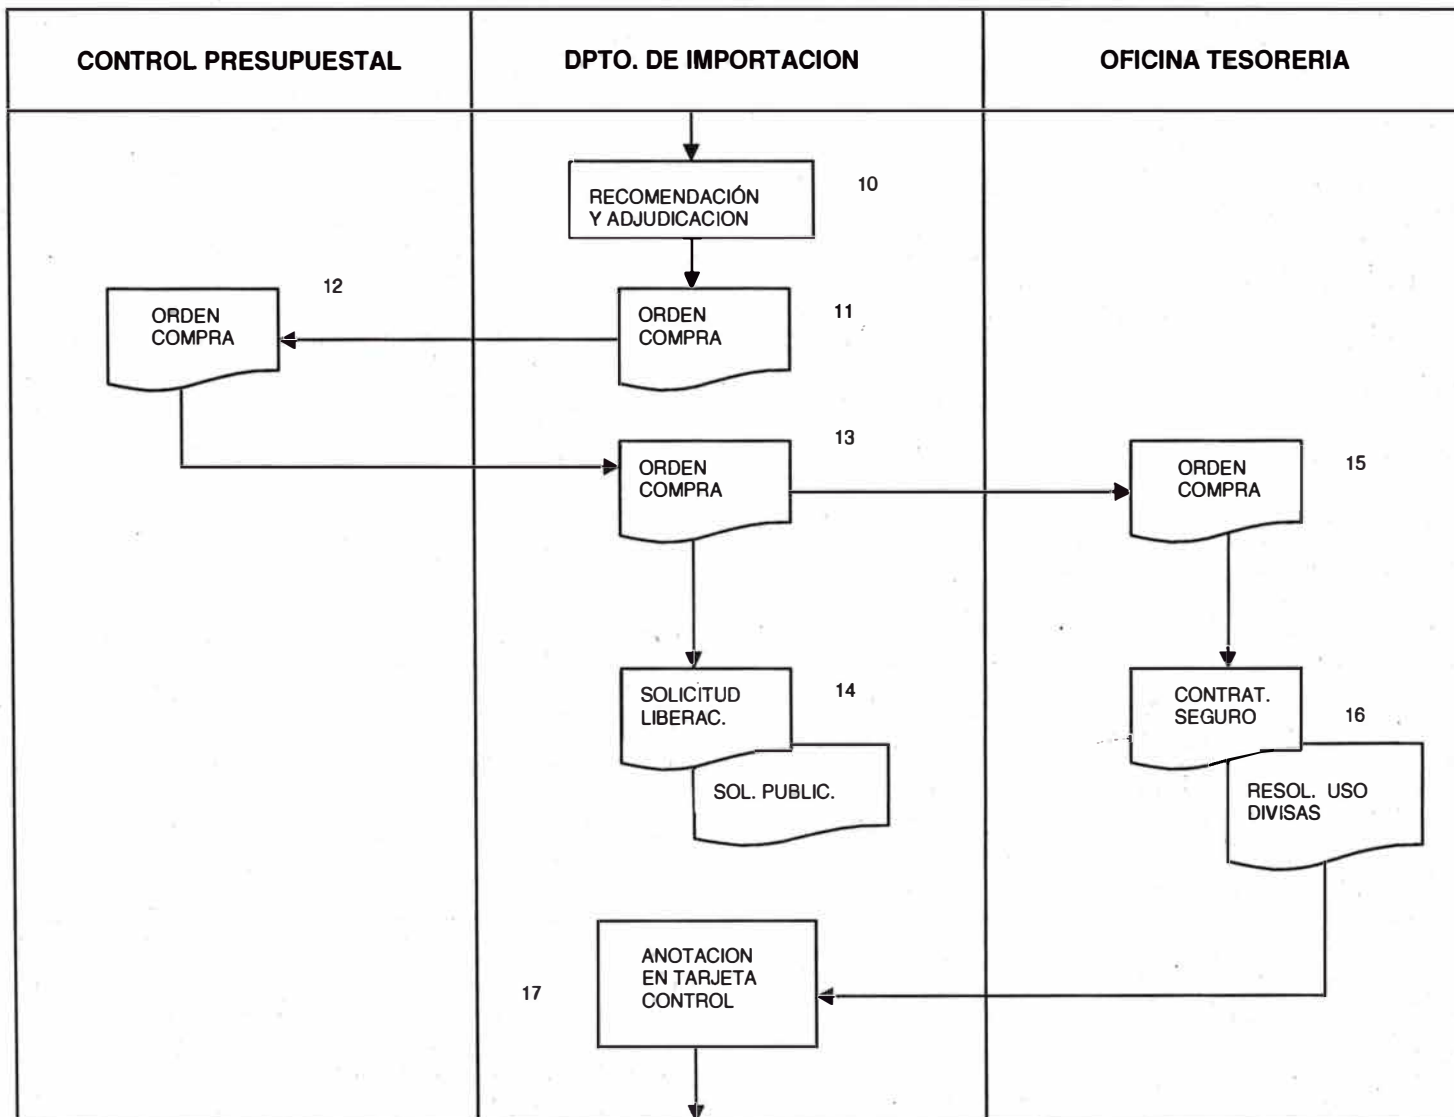 CONTROL PRESUPUESTAL
DPTO. DE IMPORTACION
OFICINA TESORERIA
RECOMENDACIÓN
Y ADJUDICACION
10
12
ORDEN
COMPRA
ORDEN
COMPRA
11
13
ORDEN
COMPRA
ORDEN
COMPRA
15
SOLICITUD
LIBERAC.
14
SOL. PUBLIC.
CONTRAT.
SEGURO
16
RESOL. USO
DIVISAS
17
ANOTACION
EN TARJETA
CONTROL